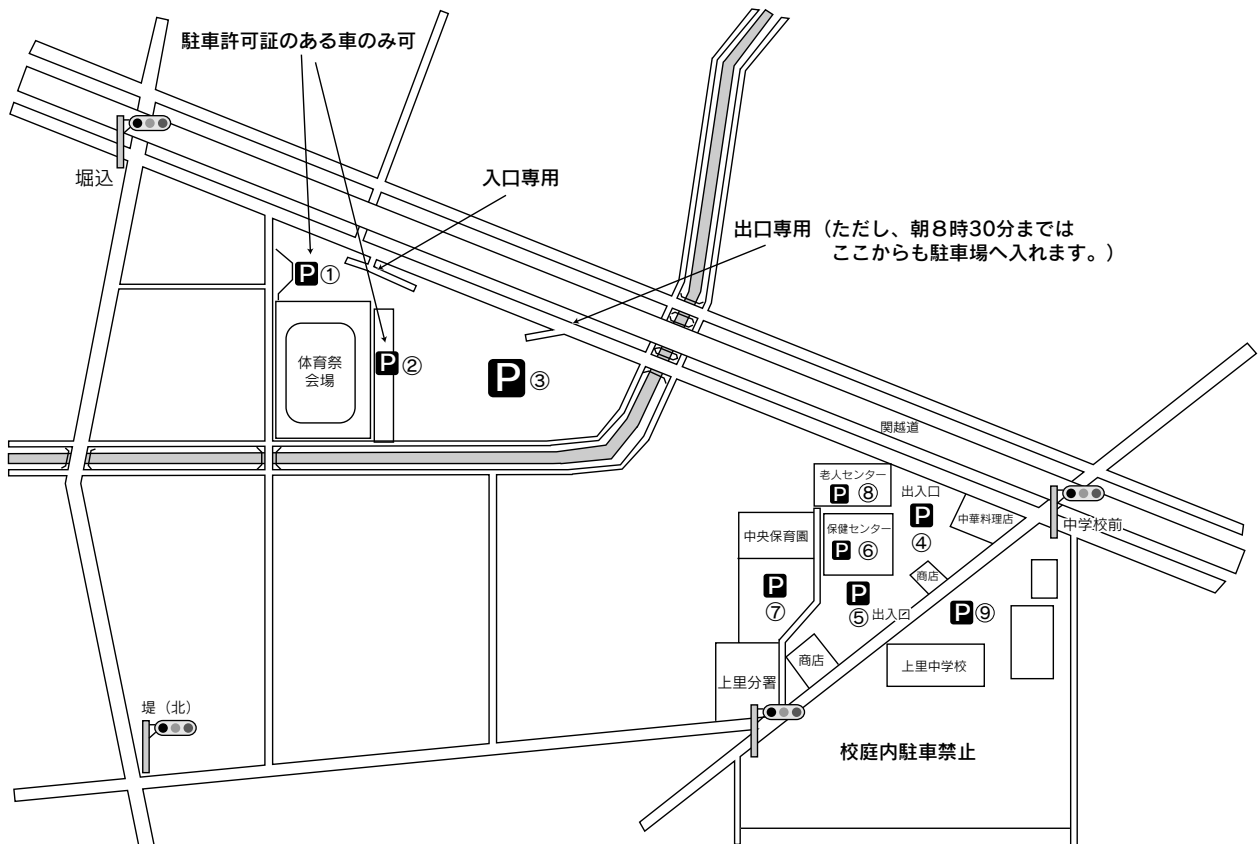 駐車許可証のある車のみ可
堀込
入口専用
出口専用（ただし、朝８時30分までは
ここからも駐車場へ入れます。）
P①
体育祭
会場
P②
P③
関越道
老人センター
P⑧
出入口
P
④
中華料理店
中学校前
中央保育園
保健センター
P⑥
商店
P
⑦
P
⑤出入口
P⑨
商店
上里中学校
上里分署
堤（北）
校庭内駐車禁止